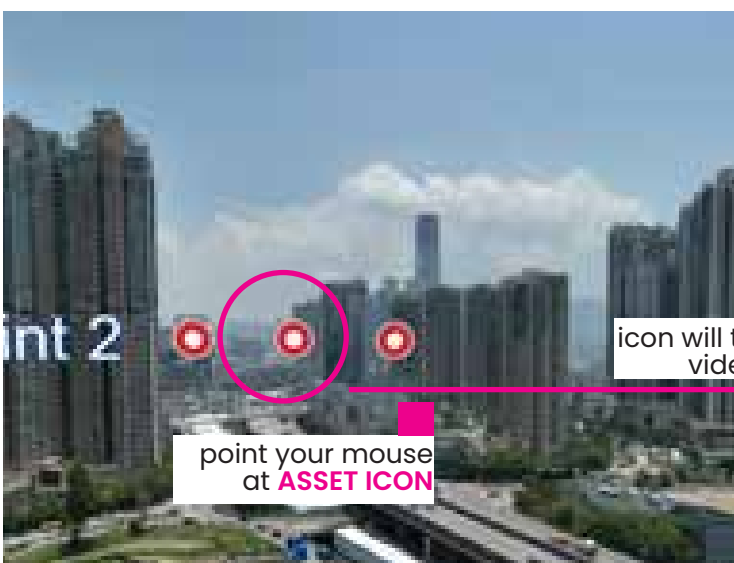 int 2
icon will t
vide
point your mouse
at ASSET ICON